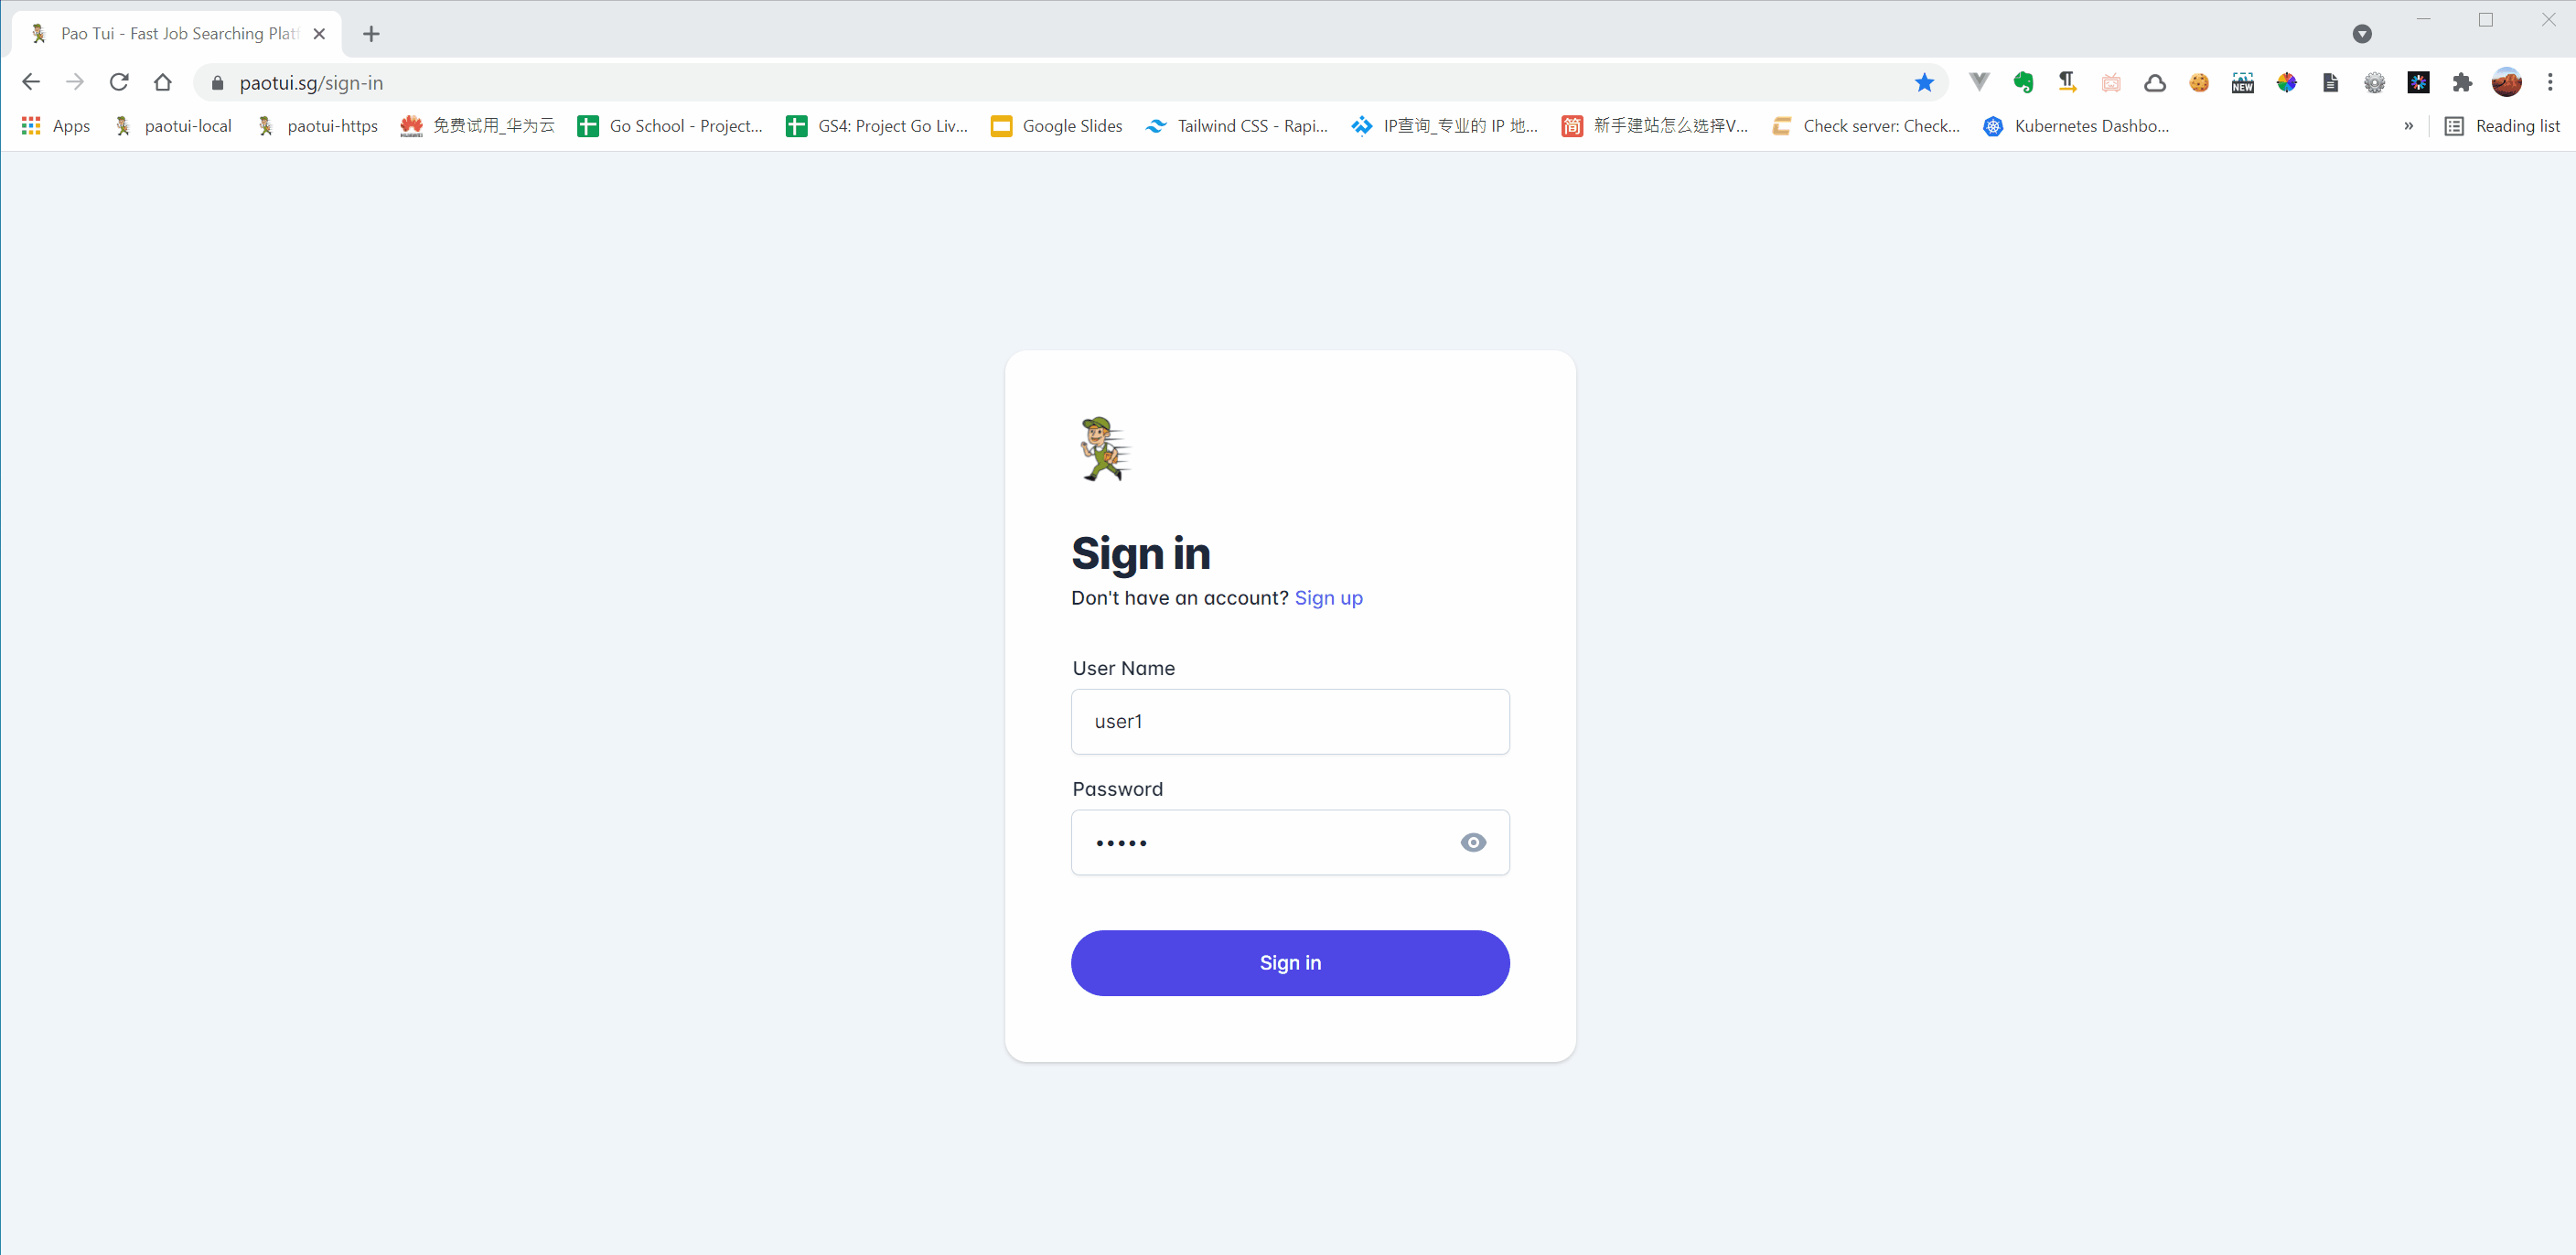 Pao Tui - Fast Job Searching Platf
paotui.sg/sign-in
NEW
Apps paotui-local paotui-https 免费试用_华为云 Go School - Project... GS4: Project Go Liv... Google Slides Tailwind CSS - Rapi... IP查询_专业的 IP 地... 简 新手建站怎么选择V... Check server: Check... Kubernetes Dashbo... » Reading list
Sign in
Don't have an account? Sign up
User Name
user1
Password
•••••
Sign in